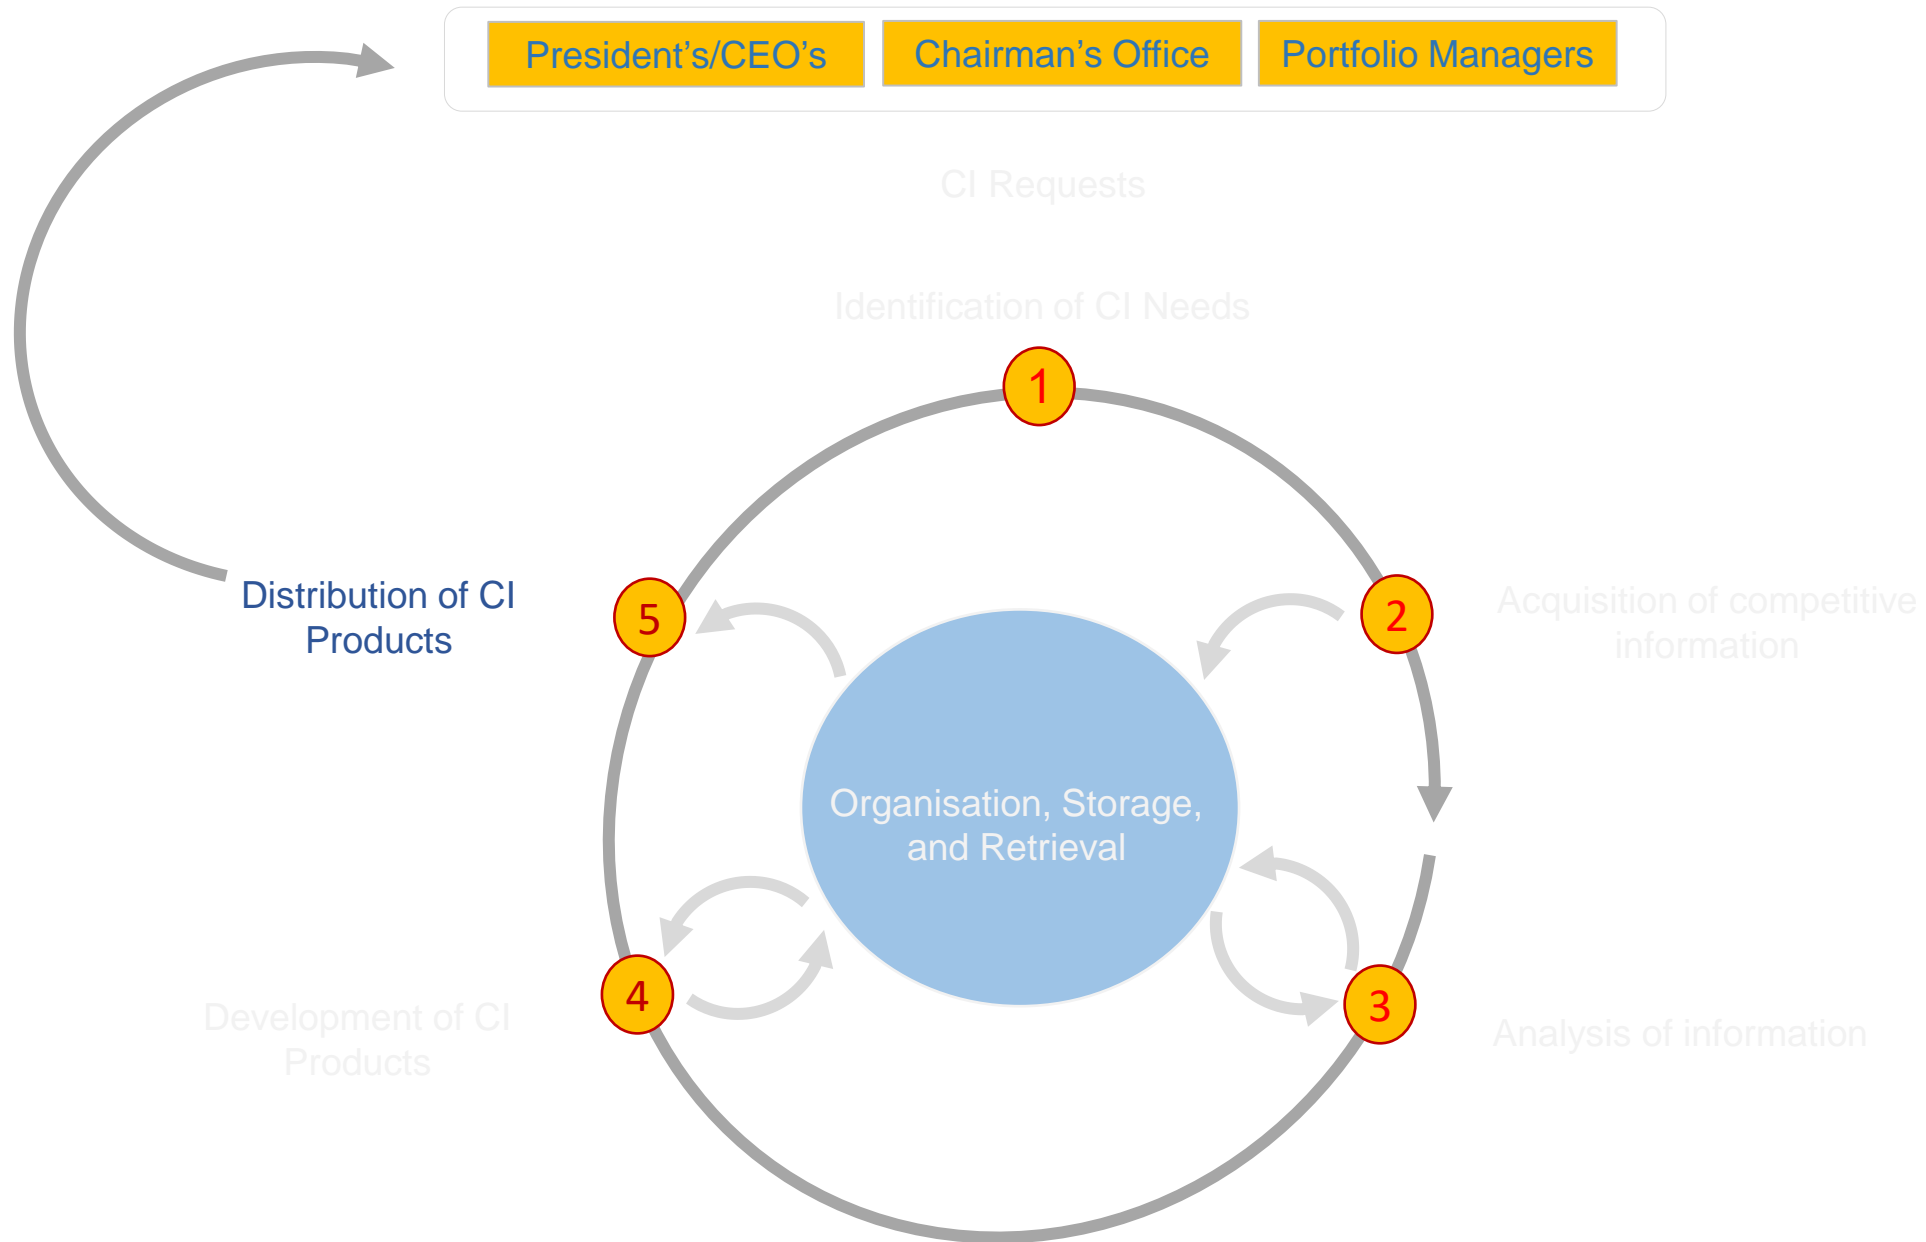 President’s/CEO’s
Chairman’s Office
Portfolio Managers
CI Requests
Identification of CI Needs
1
5
2
Distribution of CI
Products
Acquisition of competitive
information
Organisation, Storage,
and Retrieval
4
3
Development of CI
Products
Analysis of information